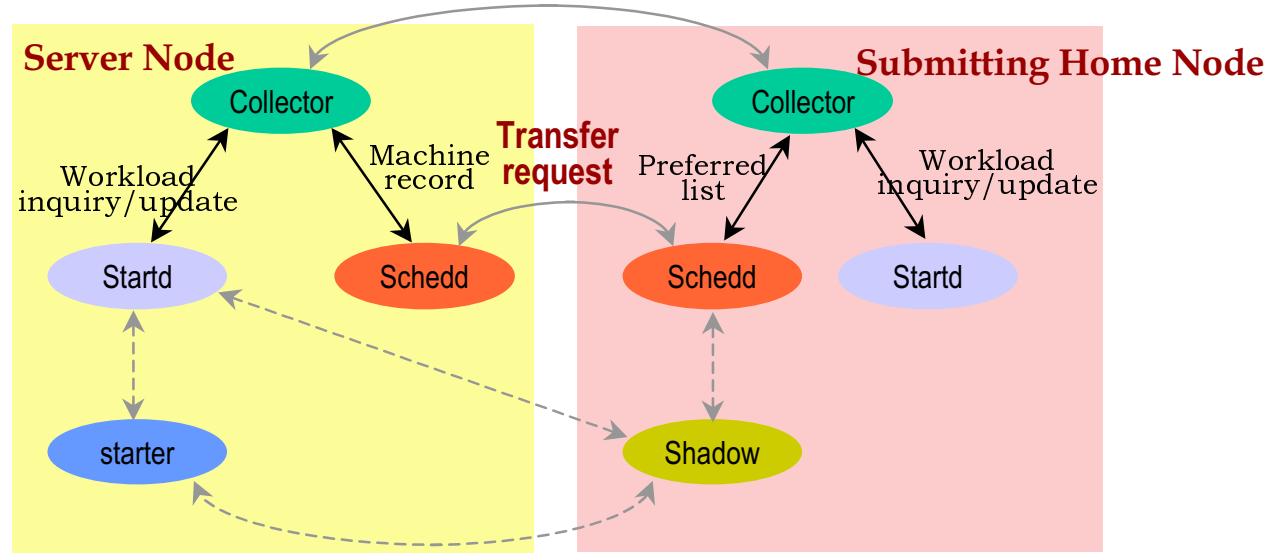 Server Node
Submitting Home Node
Collector
Collector
Transfer
request
Machine
record
Workload
inquiry/update
Preferred
list
Workload
inquiry/update
Startd
Schedd
Schedd
Startd
starter
Shadow